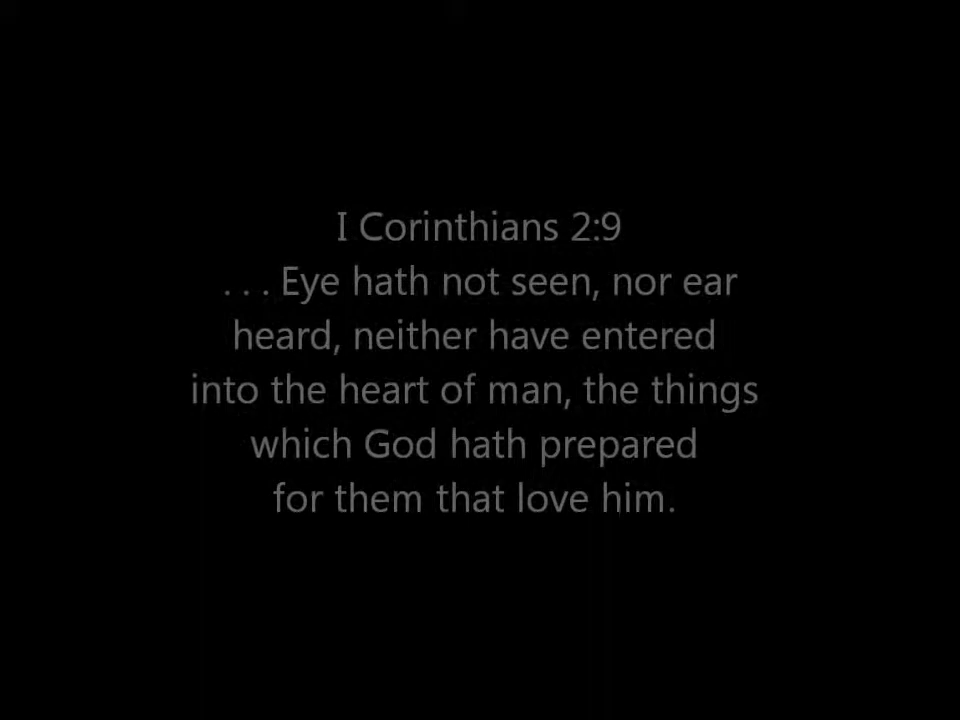 I Corinthians 2:9
. . . Eye hath not seen, nor ear
heard, neither have entered
into the heart of man, the things
which God hath prepared
for them that love him.